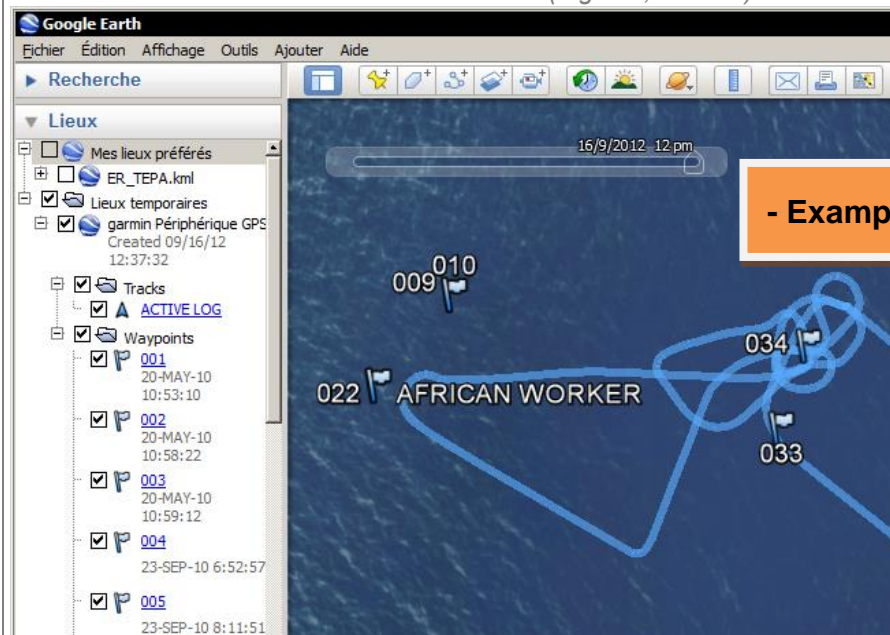 Google Earth
Fichier Édition Affichage Outils Ajouter Aide
Recherche
Lieux
Mes lieux préférés
ER_TEPA.kml
Lieux temporaires
garmin Périphérique GPS
Created 09/16/12
12:37:32
Tracks
ACTIVE LOG
Waypoints
001
20-MAY-10
10:53:10
002
20-MAY-10
10:58:22
003
20-MAY-10
10:59:12
004
23-SEP-10 6:52:57
005
23-SEP-10 8:11:51
16/9/2012 12 pm
- Examp
010
009
034
022 AFRICAN WORKER
033